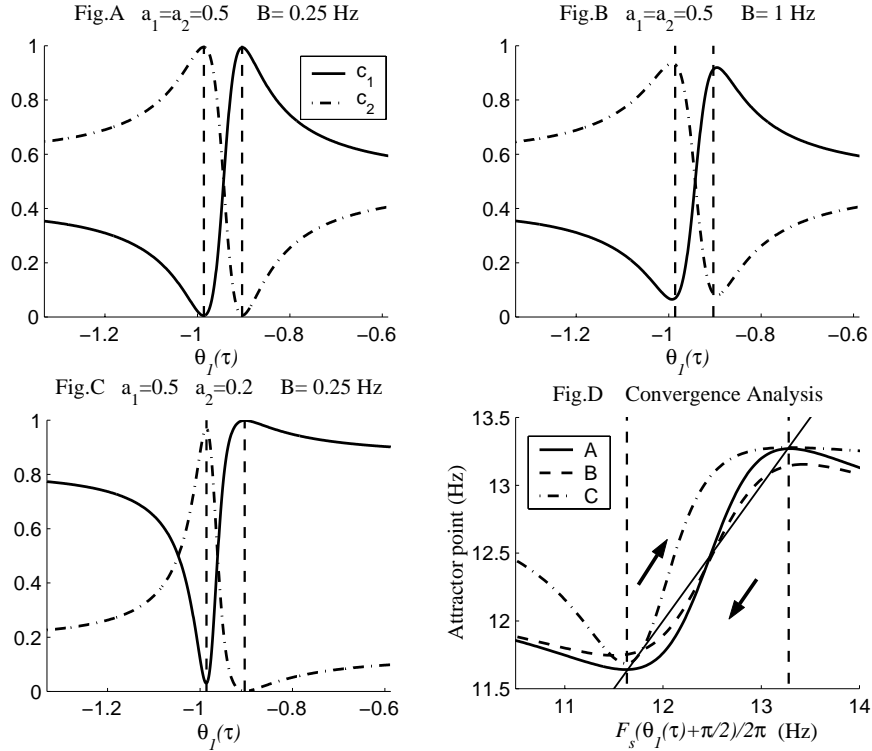 Fig.A a₁=a₂=0.5 B= 0.25 Hz
1
0.8
0.6
0.4
0.2
0
c₁
c₂
−1.2 −1 −0.8 −0.6
θ₁(τ)
Fig.B a₁=a₂=0.5 B= 1 Hz
1
0.8
0.6
0.4
0.2
0
−1.2 −1 −0.8 −0.6
θ₁(τ)
Fig.C a₁=0.5 a₂=0.2 B= 0.25 Hz
1
0.8
0.6
0.4
0.2
0
−1.2 −1 −0.8 −0.6
θ₁(τ)
Fig.D Convergence Analysis
Attractor point (Hz)
13.5
13
12.5
12
11.5
A
B
C
11 12 13 14
Fₛ(θ₁(τ)+π/2)/2π (Hz)